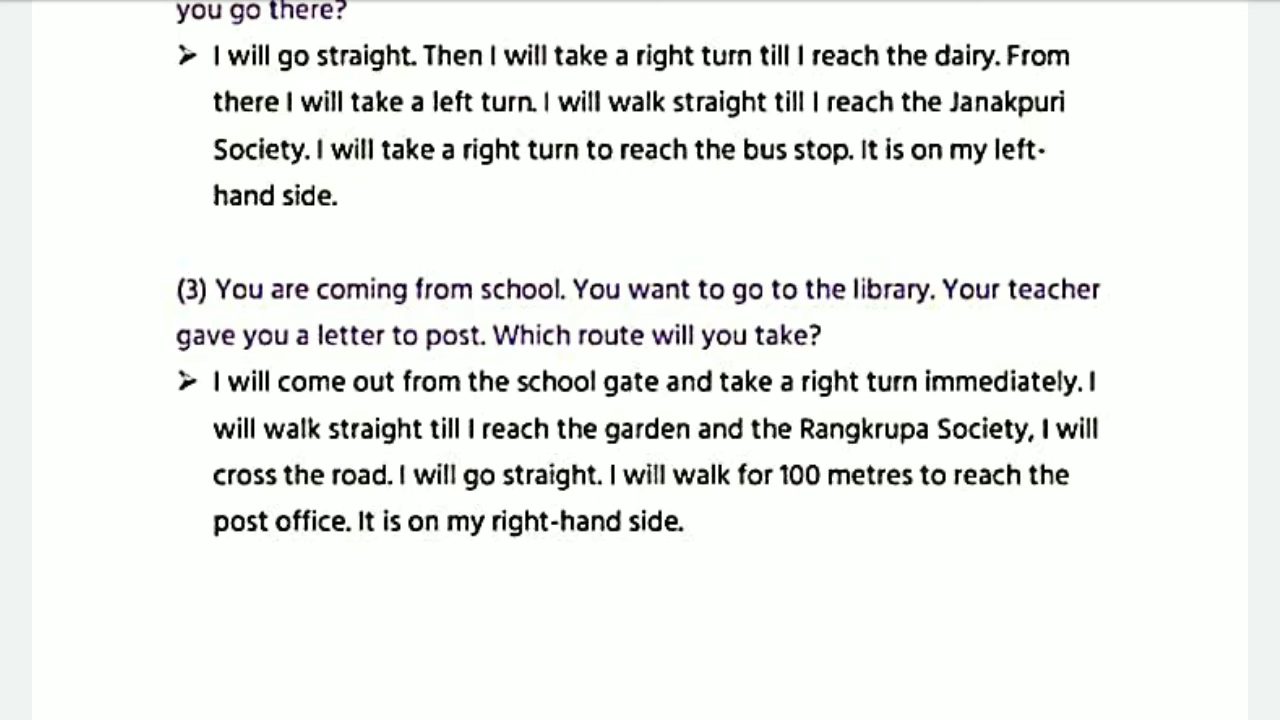 you go there?
➢ I will go straight. Then I will take a right turn till I reach the dairy. From
there I will take a left turn. I will walk straight till I reach the Janakpuri
Society. I will take a right turn to reach the bus stop. It is on my left-
hand side.
(3) You are coming from school. You want to go to the library. Your teacher
gave you a letter to post. Which route will you take?
➢ I will come out from the school gate and take a right turn immediately. I
will walk straight till I reach the garden and the Rangkrupa Society, I will
cross the road. I will go straight. I will walk for 100 metres to reach the
post office. It is on my right-hand side.